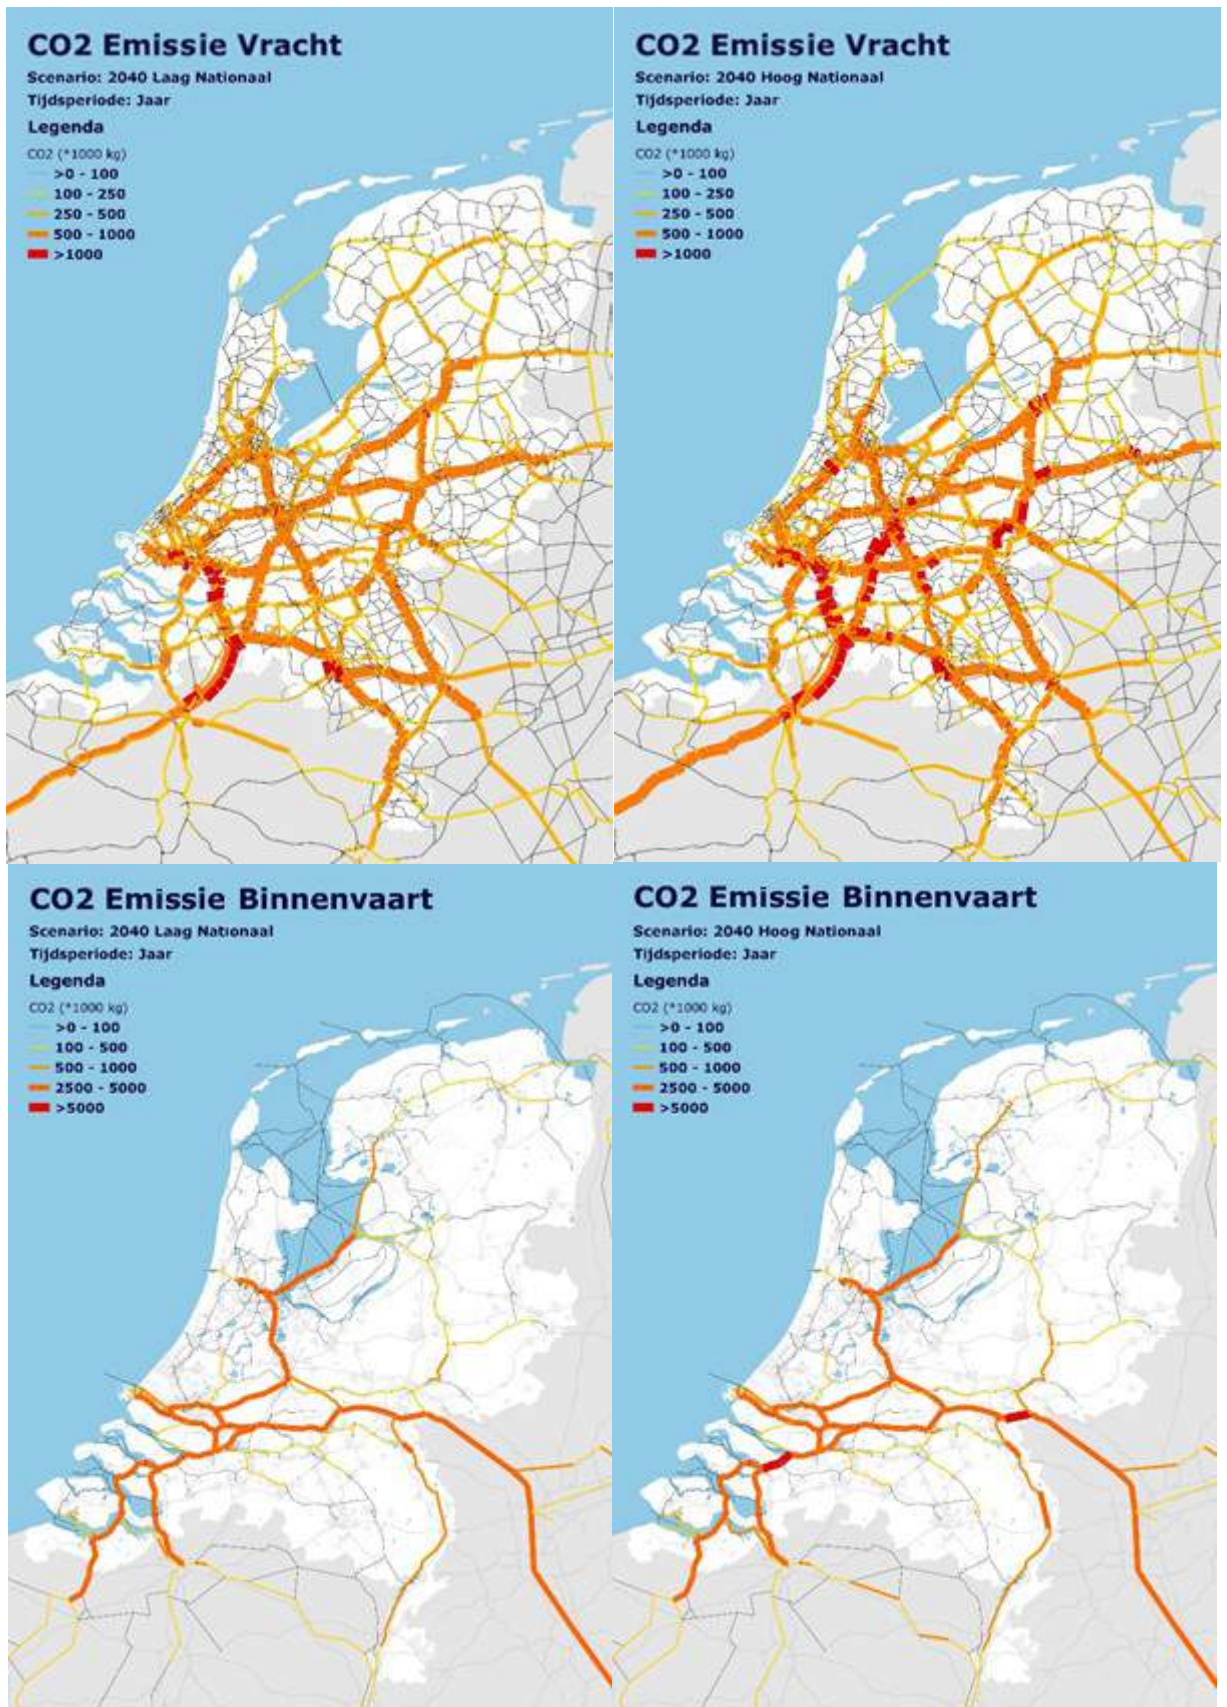 CO2 Emissie Vracht
Scenario: 2040 Laag Nationaal
Tijdsperiode: Jaar
Legenda
CO2 (*1000 kg)
>0 - 100
100 - 250
250 - 500
500 - 1000
>1000
CO2 Emissie Vracht
Scenario: 2040 Hoog Nationaal
Tijdsperiode: Jaar
Legenda
CO2 (*1000 kg)
>0 - 100
100 - 250
250 - 500
500 - 1000
>1000
CO2 Emissie Binnenvaart
Scenario: 2040 Laag Nationaal
Tijdsperiode: Jaar
Legenda
CO2 (*1000 kg)
>0 - 100
100 - 500
500 - 1000
2500 - 5000
>5000
CO2 Emissie Binnenvaart
Scenario: 2040 Hoog Nationaal
Tijdsperiode: Jaar
Legenda
CO2 (*1000 kg)
>0 - 100
100 - 500
500 - 1000
2500 - 5000
>5000